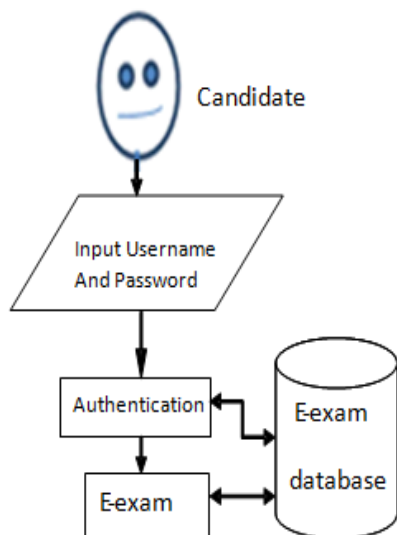 Candidate
Input Username
And Password
Authentication
E-exam
database
E-exam